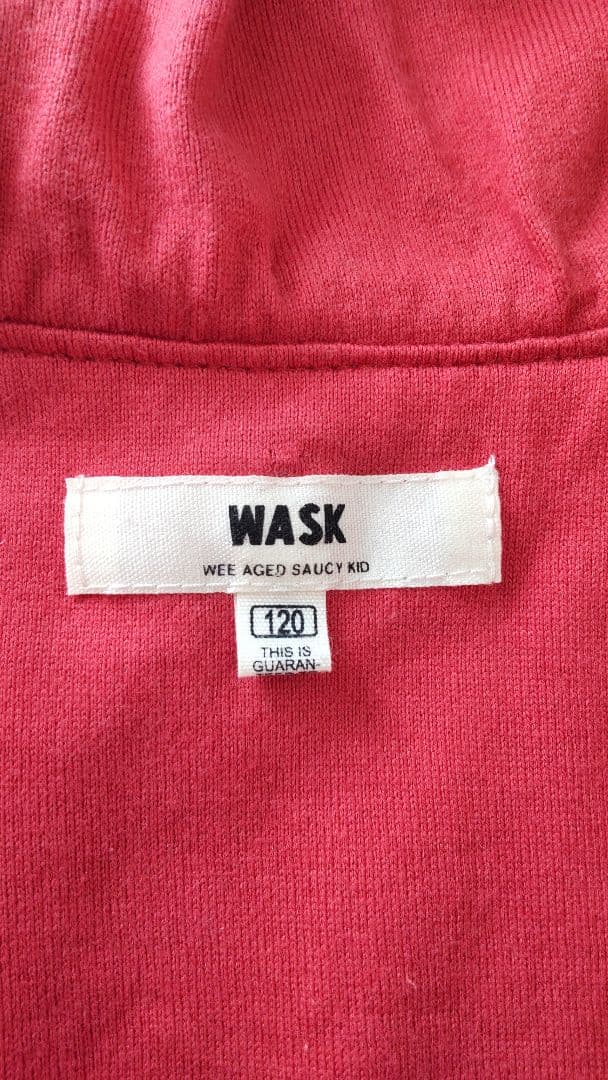 WASK
WEE AGED SAUCY KID
120
THIS IS
GUARAN-